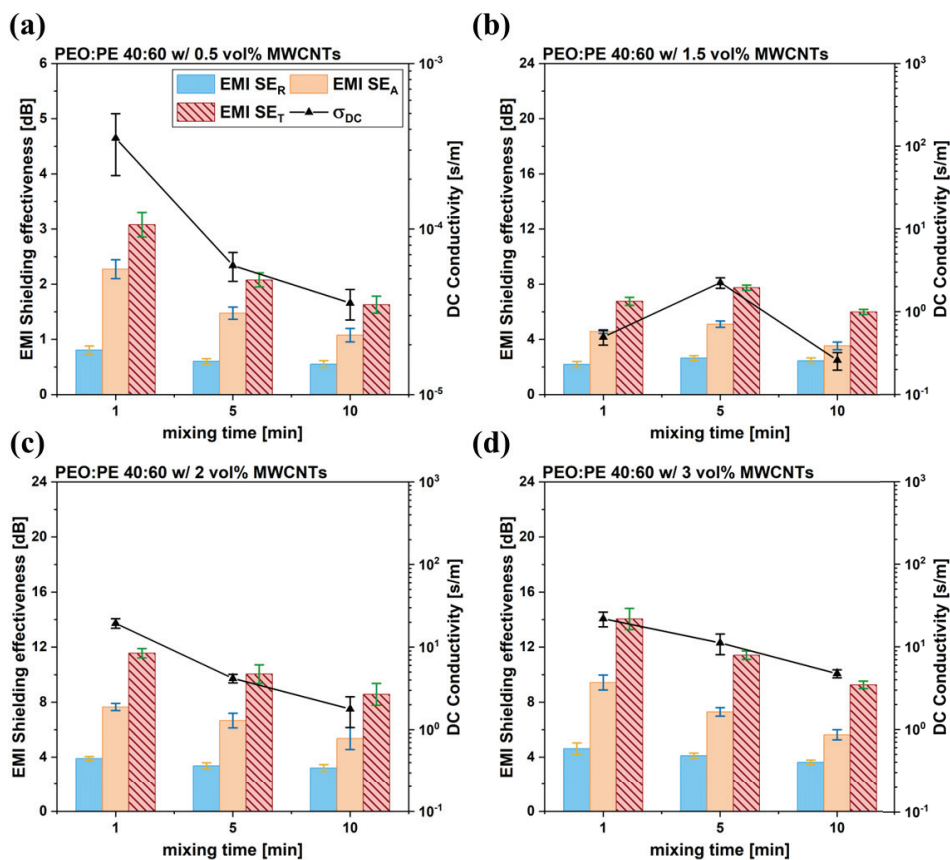 (a)
PEO:PE 40:60 w/ 0.5 vol% MWCNTs
EMI SE_R EMI SE_A
EMI SE_T σ_DC
EMI Shielding effectiveness [dB]
6
5
4
3
2
1
0
DC Conductivity [s/m]
10^-3
10^-4
10^-5
1 5 10
mixing time [min]
(b)
PEO:PE 40:60 w/ 1.5 vol% MWCNTs
EMI Shielding effectiveness [dB]
24
20
16
12
8
4
0
DC Conductivity [s/m]
10^3
10^2
10^1
10^0
10^-1
1 5 10
mixing time [min]
(c)
PEO:PE 40:60 w/ 2 vol% MWCNTs
EMI Shielding effectiveness [dB]
24
20
16
12
8
4
0
DC Conductivity [s/m]
10^3
10^2
10^1
10^0
10^-1
1 5 10
mixing time [min]
(d)
PEO:PE 40:60 w/ 3 vol% MWCNTs
EMI Shielding effectiveness [dB]
24
20
16
12
8
4
0
DC Conductivity [s/m]
10^3
10^2
10^1
10^0
10^-1
1 5 10
mixing time [min]